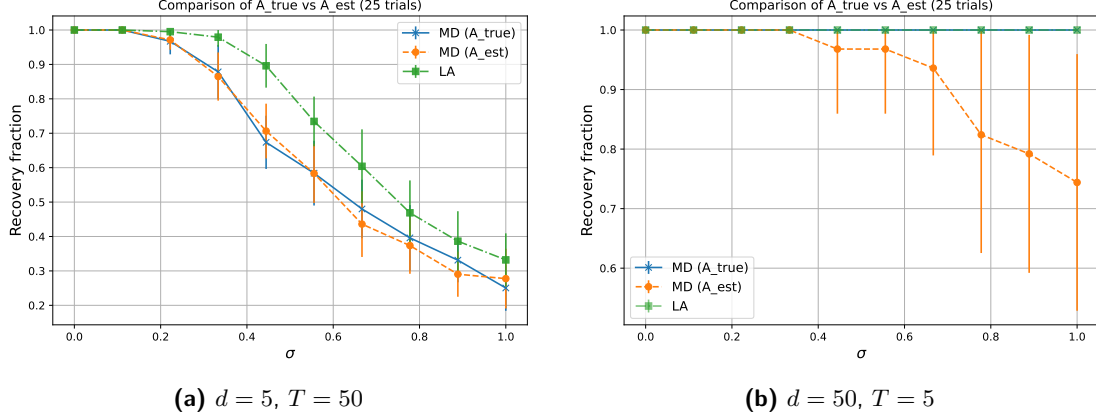 Comparison of A_true vs A_est (25 trials)
1.0
0.9
0.8
0.7
0.6
0.5
0.4
0.3
0.2
Recovery fraction
MD (A_true)
MD (A_est)
LA
0.0
0.2
0.4
0.6
0.8
1.0
σ
(a) d = 5, T = 50
Comparison of A_true vs A_est (25 trials)
1.0
0.9
0.8
0.7
0.6
Recovery fraction
MD (A_true)
MD (A_est)
LA
0.0
0.2
0.4
0.6
0.8
1.0
σ
(b) d = 50, T = 5